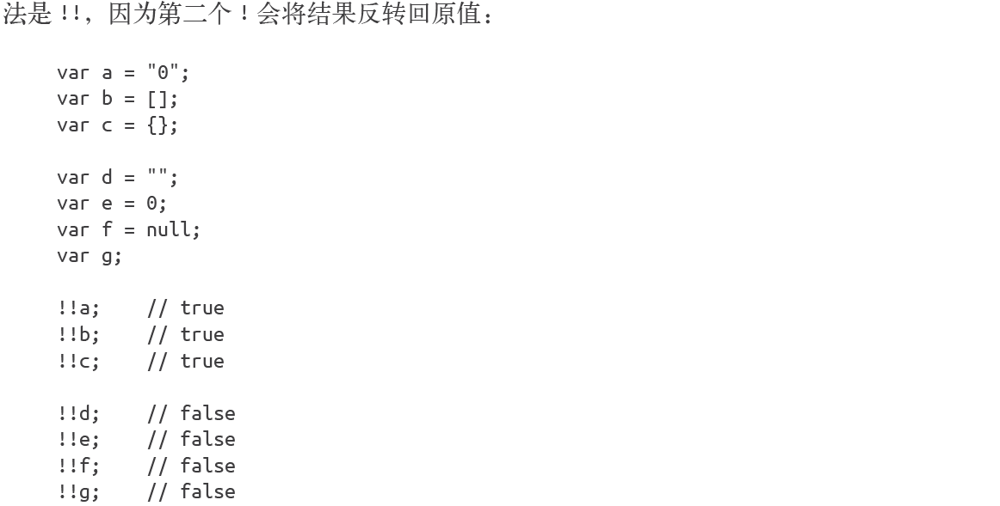 法是 !!，因为第二个 ! 会将结果反转回原值：
var a = "0";
var b = [];
var c = {};
var d = "";
var e = 0;
var f = null;
var g;
!!a;    // true
!!b;    // true
!!c;    // true
!!d;    // false
!!e;    // false
!!f;    // false
!!g;    // false